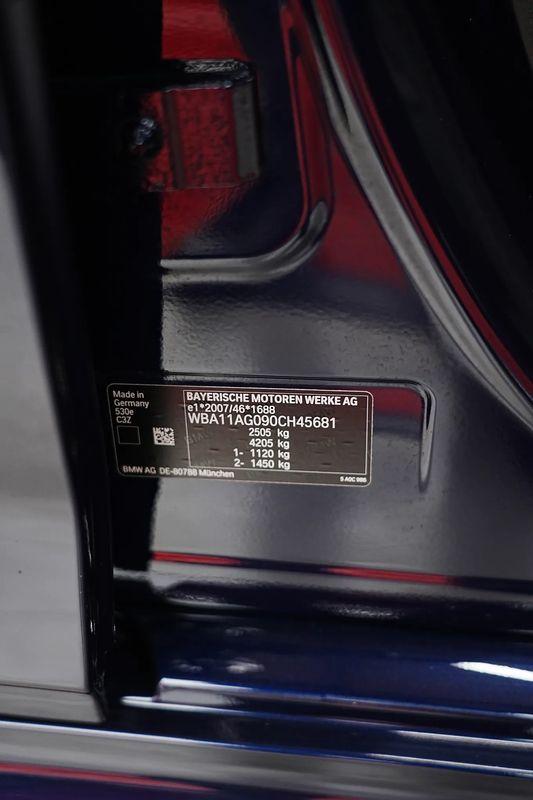 Made in
Germany
530e
C3Z
BAYERISCHE MOTOREN WERKE AG
e1*2007/46*1688
WBA11AG090CH45681
2505 kg
4205 kg
1- 1120 kg
2- 1450 kg
BMW AG DE-80788 München